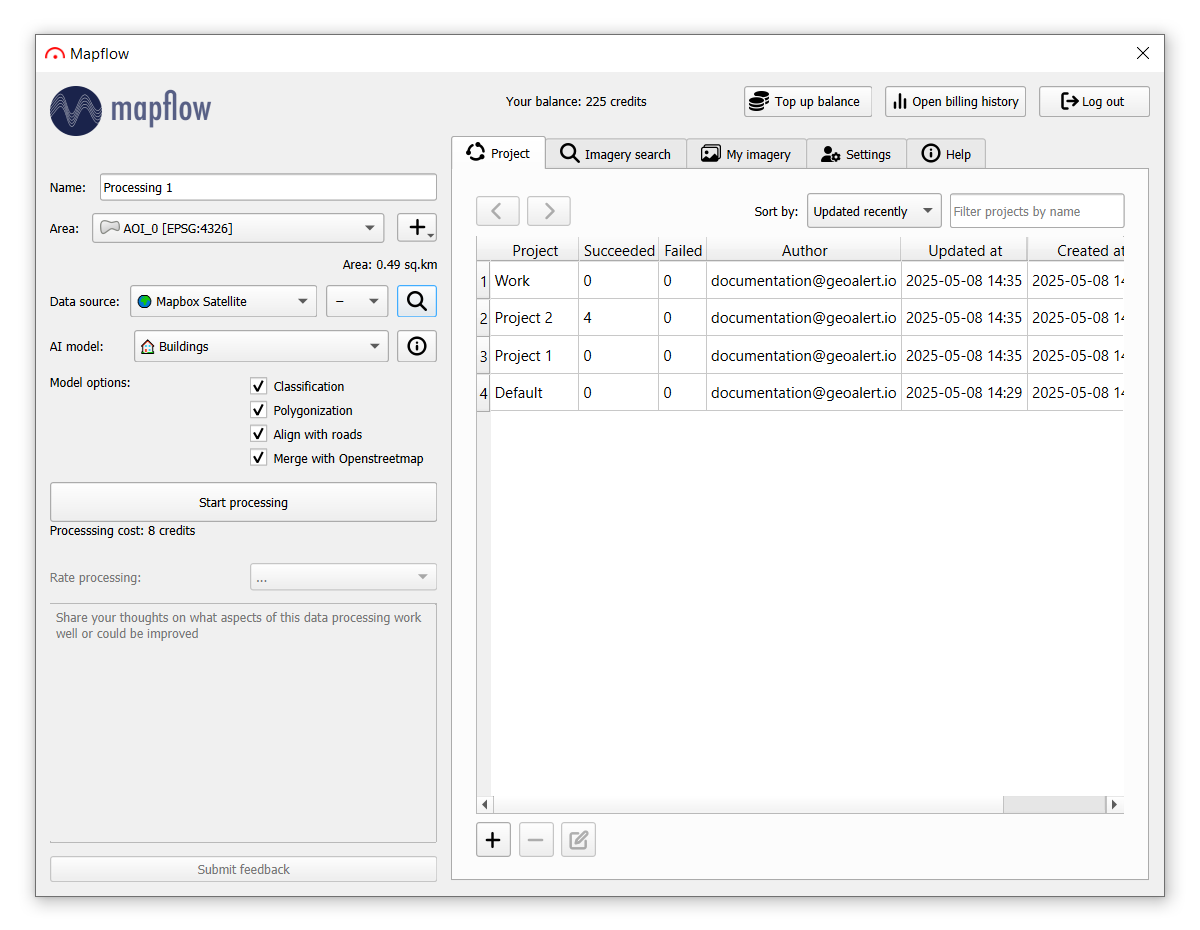 Mapflow
mapflow
Your balance: 225 credits
Top up balance
Open billing history
Log out
Name:
Processing 1
Area:
AOI_0 [EPSG:4326]
Area: 0.49 sq.km
Data source:
Mapbox Satellite
–
AI model:
Buildings
Model options:
Classification
Polygonization
Align with roads
Merge with Openstreetmap
Start processing
Processsing cost: 8 credits
Rate processing:
...
Share your thoughts on what aspects of this data processing work
well or could be improved
Submit feedback
Project
Imagery search
My imagery
Settings
Help
Sort by:
Updated recently
Filter projects by name
Project Succeeded Failed Author Updated at Created at
1 Work 0 0 documentation@geoalert.io 2025-05-08 14:35 2025-05-08 14
2 Project 2 4 0 documentation@geoalert.io 2025-05-08 14:35 2025-05-08 14
3 Project 1 0 0 documentation@geoalert.io 2025-05-08 14:35 2025-05-08 14
4 Default 0 0 documentation@geoalert.io 2025-05-08 14:29 2025-05-08 14